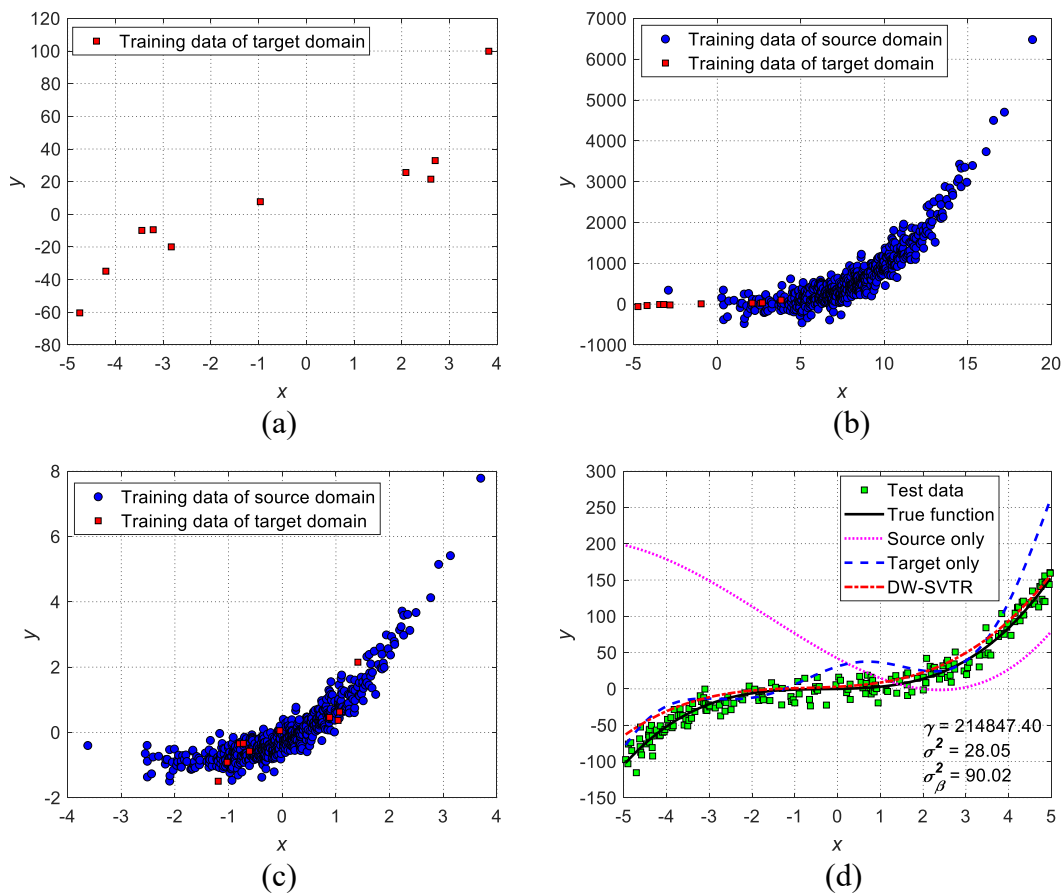 120
100
80
60
40
20
0
-20
-40
-60
-80
y
Training data of target domain
-5 -4 -3 -2 -1 0 1 2 3 4
x
(a)
7000
6000
5000
4000
3000
2000
1000
0
-1000
y
Training data of source domain
Training data of target domain
-5 0 5 10 15 20
x
(b)
8
6
4
2
0
-2
y
Training data of source domain
Training data of target domain
-4 -3 -2 -1 0 1 2 3 4
x
(c)
300
250
200
150
100
50
0
-50
-100
-150
y
Test data
True function
Source only
Target only
DW-SVTR
γ = 214847.40
σ² = 28.05
σ²β = 90.02
-5 -4 -3 -2 -1 0 1 2 3 4 5
x
(d)